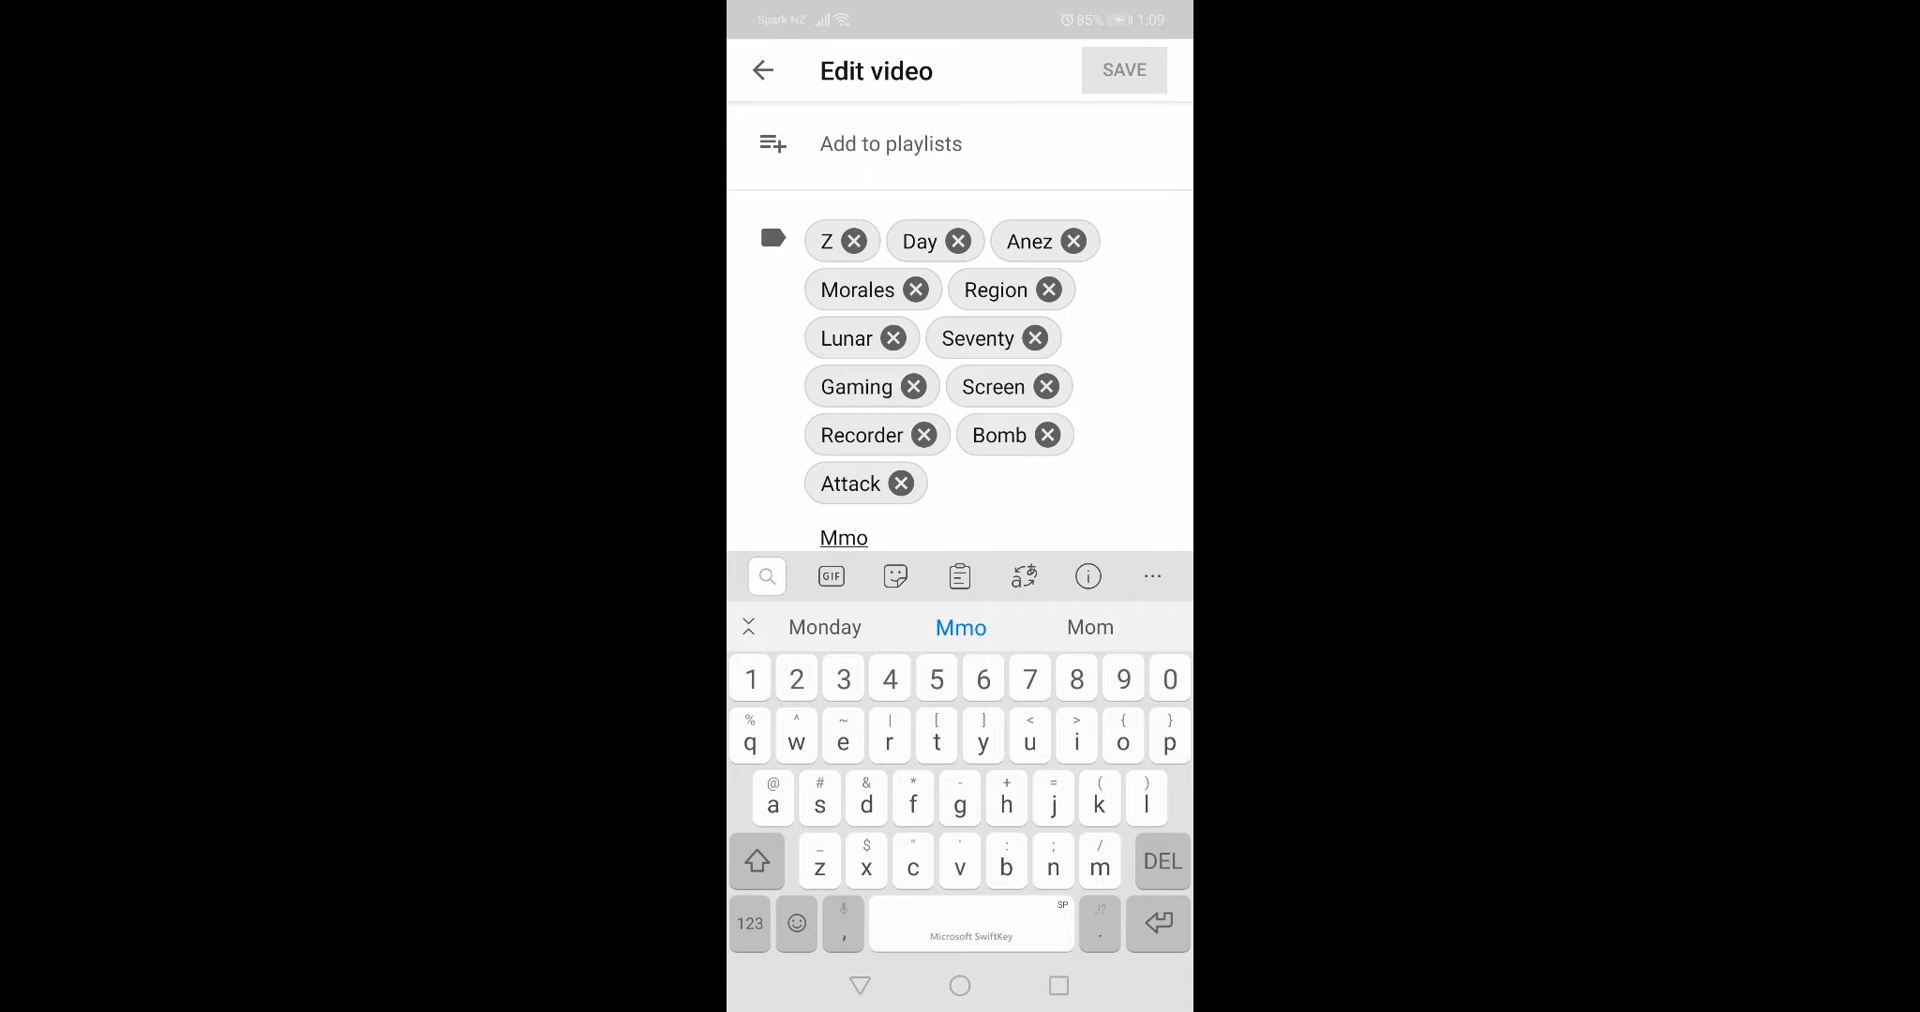 Spark NZ 85% 1:09
Edit video SAVE
Add to playlists
Z Day Anez
Morales Region
Lunar Seventy
Gaming Screen
Recorder Bomb
Attack
Mmo
GIF aあ
Monday Mmo Mom
1 2 3 4 5 6 7 8 9 0
% ^ ~ | [ ] < > { }
q w e r t y u i o p
@ # & * - + = ( )
a s d f g h j k l
_ $ " ' : ; /
z x c v b n m DEL
SP ,!?
123 , Microsoft SwiftKey .